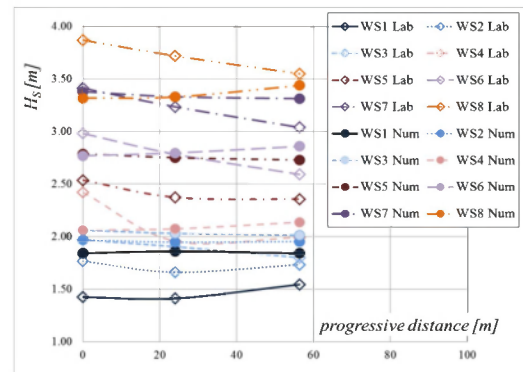 4.00
3.50
3.00
2.50
2.00
1.50
1.00
H_S [m]
0
20
40
60
80
100
progressive distance [m]
WS1 Lab
WS2 Lab
WS3 Lab
WS4 Lab
WS5 Lab
WS6 Lab
WS7 Lab
WS8 Lab
WS1 Num
WS2 Num
WS3 Num
WS4 Num
WS5 Num
WS6 Num
WS7 Num
WS8 Num